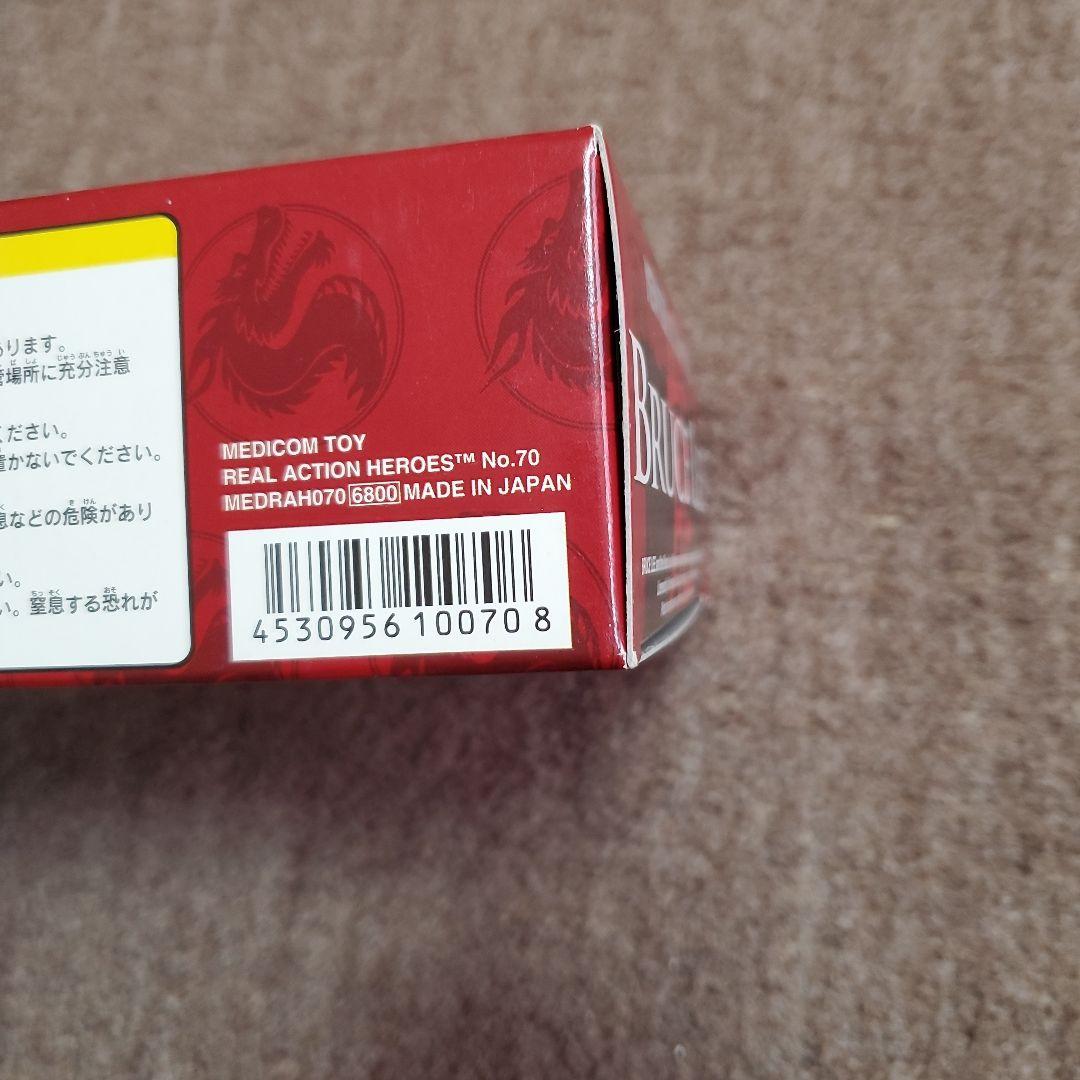 あります。
場所に充分注意
ください。
置かないでください。
息などの危険があり
い。
い。窒息する恐れが
MEDICOM TOY
REAL ACTION HEROES™ No.70
MEDRAH070 6800 MADE IN JAPAN
4530956100708
BRUCE